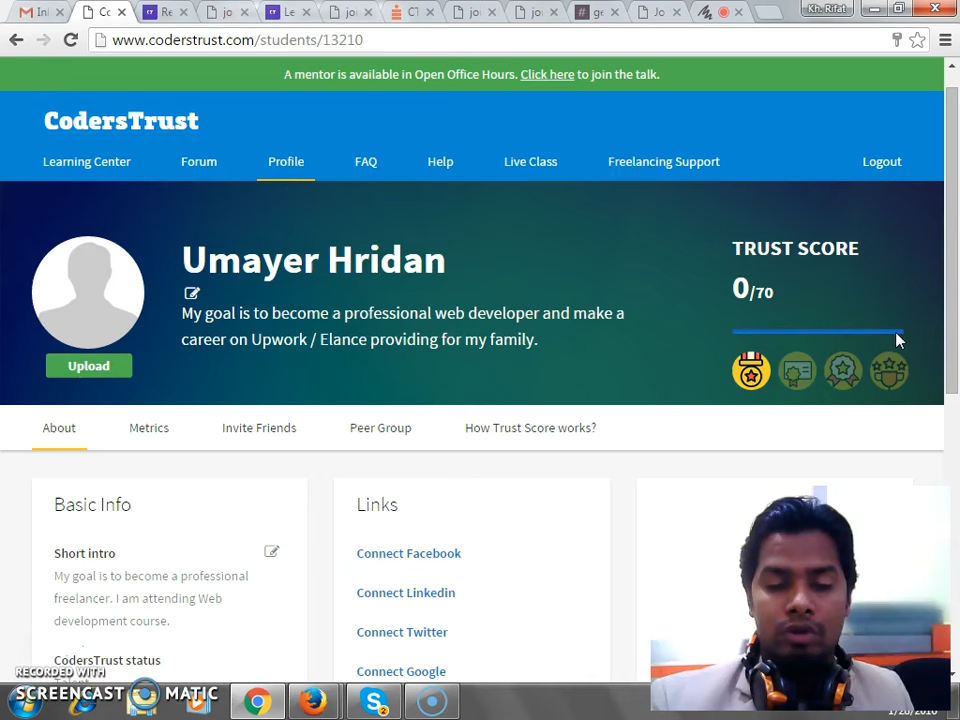 Kh. Rifat
www.coderstrust.com/students/13210
A mentor is available in Open Office Hours. Click here to join the talk.
CodersTrust
Learning Center Forum Profile FAQ Help Live Class Freelancing Support Logout
Umayer Hridan
My goal is to become a professional web developer and make a
career on Upwork / Elance providing for my family.
Upload
TRUST SCORE
0/70
About Metrics Invite Friends Peer Group How Trust Score works?
Basic Info
Short intro
My goal is to become a professional
freelancer. I am attending Web
development course.
CodersTrust status
Links
Connect Facebook
Connect Linkedin
Connect Twitter
Connect Google
RECORDED WITH
SCREENCAST MATIC